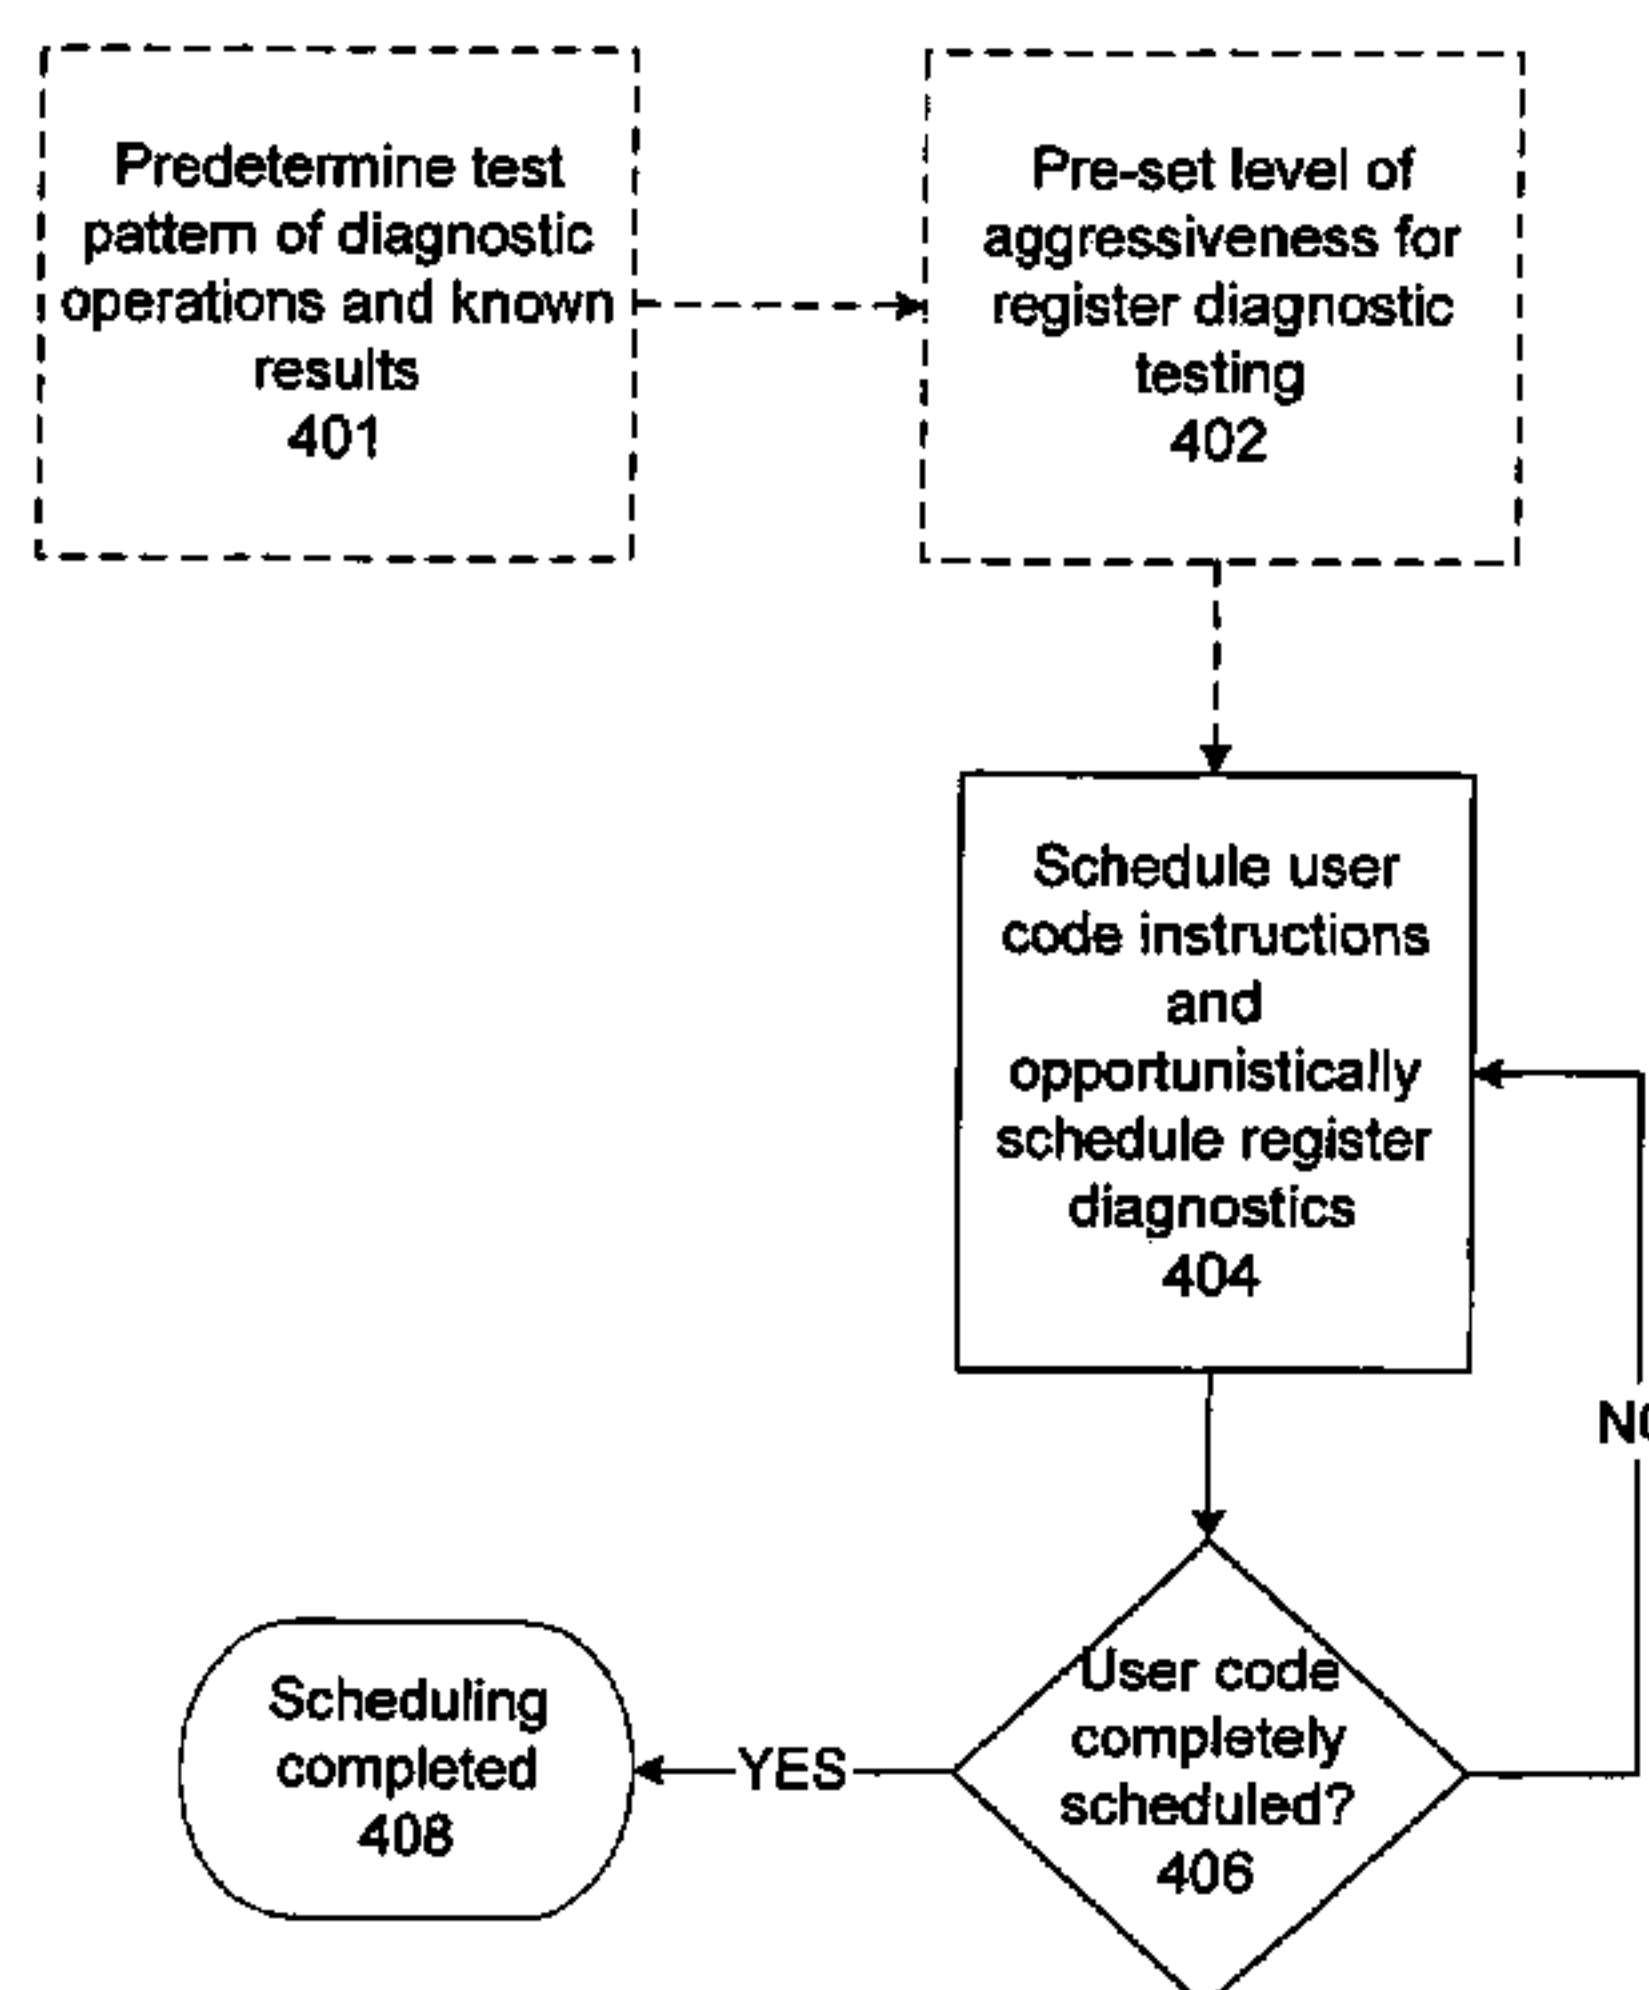 Predetermine test
pattern of diagnostic
operations and known
results
401
Pre-set level of
aggressiveness for
register diagnostic
testing
402
Schedule user
code instructions
and
opportunistically
schedule register
diagnostics
404
NO
User code
completely
scheduled?
406
YES
Scheduling
completed
408